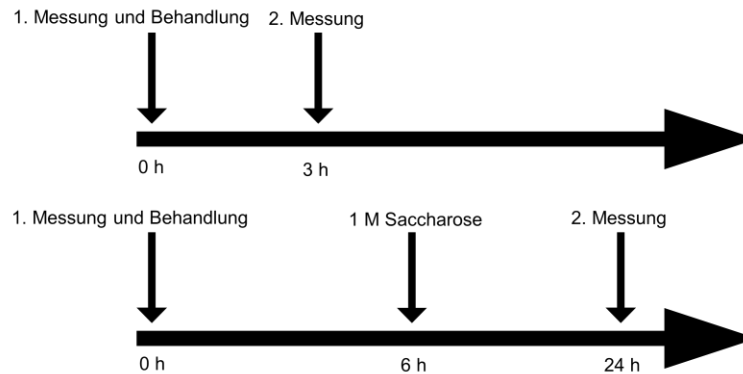 1. Messung und Behandlung 2. Messung
0 h 3 h
1. Messung und Behandlung 1 M Saccharose 2. Messung
0 h 6 h 24 h